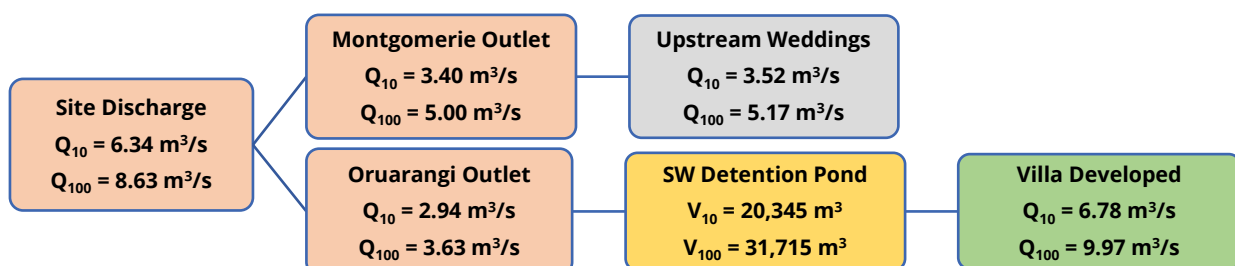 Site Discharge
Q₁₀ = 6.34 m³/s
Q₁₀₀ = 8.63 m³/s
Montgomerie Outlet
Q₁₀ = 3.40 m³/s
Q₁₀₀ = 5.00 m³/s
Upstream Weddings
Q₁₀ = 3.52 m³/s
Q₁₀₀ = 5.17 m³/s
Oruarangi Outlet
Q₁₀ = 2.94 m³/s
Q₁₀₀ = 3.63 m³/s
SW Detention Pond
V₁₀ = 20,345 m³
V₁₀₀ = 31,715 m³
Villa Developed
Q₁₀ = 6.78 m³/s
Q₁₀₀ = 9.97 m³/s